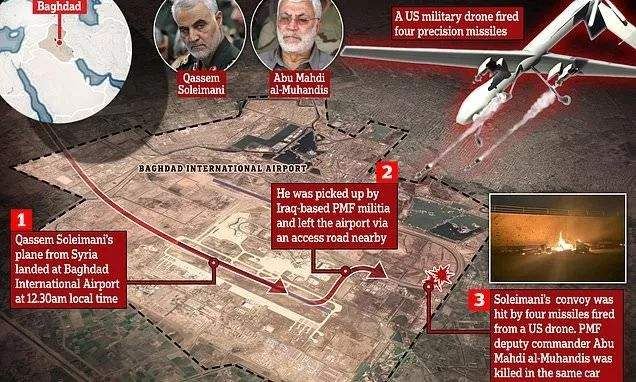 Baghdad
Qassem
Soleimani
Abu Mahdi
al-Muhandis
A US military drone fired
four precision missiles
BAGHDAD INTERNATIONAL AIRPORT
1
Qassem Soleimani's
plane from Syria
landed at Baghdad
International Airport
at 12.30am local time
2
He was picked up by
Iraq-based PMF militia
and left the airport via
an access road nearby
3
Soleimani's convoy was
hit by four missiles fired
from a US drone. PMF
deputy commander Abu
Mahdi al-Muhandis was
killed in the same car